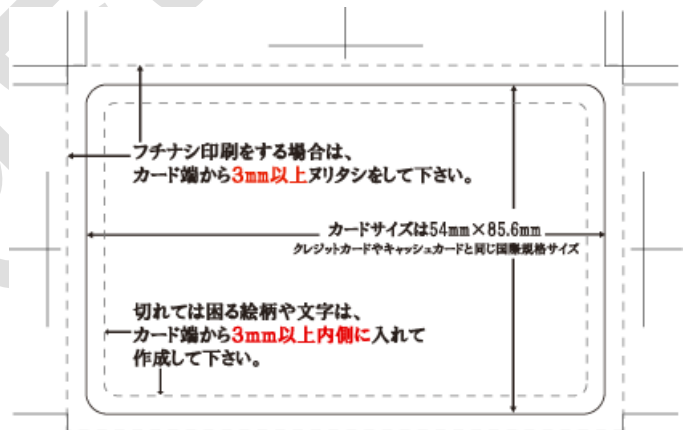 フチナシ印刷をする場合は、
カード端から3mm以上ヌリタシをして下さい。
カードサイズは54mm×85.6mm
クレジットカードやキャッシュカードと同じ国際規格サイズ
切れては困る絵柄や文字は、
カード端から3mm以上内側に入れて
作成して下さい。